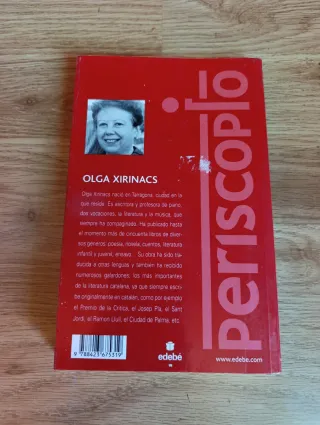 periscopio
OLGA XIRINACS
Olga Xirinacs nació en Tarragona, ciudad en la
que reside. Es escritora y profesora de piano,
dos vocaciones, la literatura y la música, que
siempre ha compaginado. Ha publicado hasta
el momento más de cincuenta libros de diver-
sos géneros: poesía, novela, cuentos, literatura
infantil y juvenil, ensayo... Su obra ha sido tra-
ducida a otras lenguas y también ha recibido
numerosos galardones, los más importantes
de la literatura catalana, ya que siempre escri-
be originalmente en catalán, como por ejemplo
el Premio de la Crítica, el Josep Pla, el Sant
Jordi, el Ramon Llull, el Ciudad de Palma, etc.
9 788423 675319
edebé
www.edebe.com